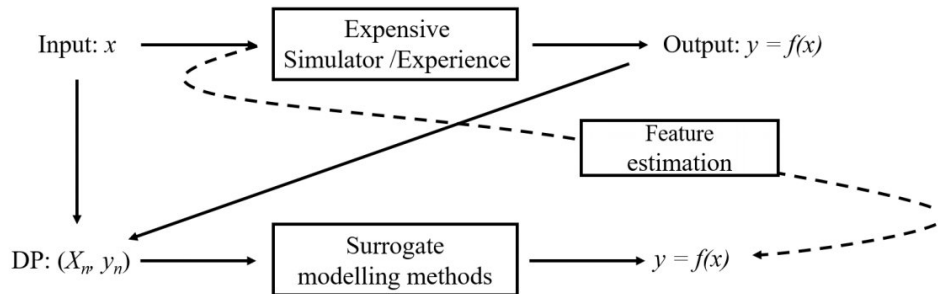 Input: x
Expensive
Simulator /Experience
Output: y = f(x)
Feature
estimation
DP: (Xn, yn)
Surrogate
modelling methods
y = f(x)